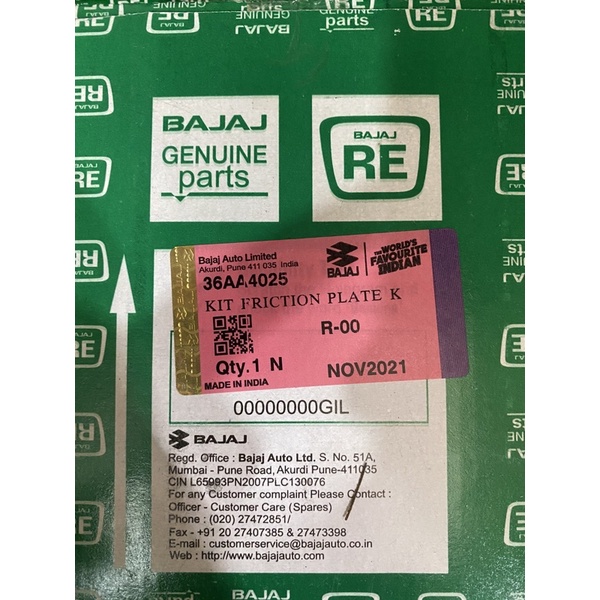 BAJAJ
GENUINE
parts
BAJAJ
RE
Bajaj Auto Limited
Akurdi, Pune 411 035 India
36AA4025
KIT FRICTION PLATE K
BAJAJ
THE WORLD'S
FAVOURITE
INDIAN
R-00
Qty.1 N
NOV2021
MADE IN INDIA
00000000GIL
BAJAJ
Regd. Office : Bajaj Auto Ltd. S. No. 51A,
Mumbai - Pune Road, Akurdi Pune-411035
CIN L65993PN2007PLC130076
For any Customer complaint Please Contact :
Officer - Customer Care (Spares)
Phone : (020) 27472851/
Fax - +91 20 27407385 & 27473398
E-mail : customerservice@bajajauto.co.in
Web : http://www.bajajauto.com